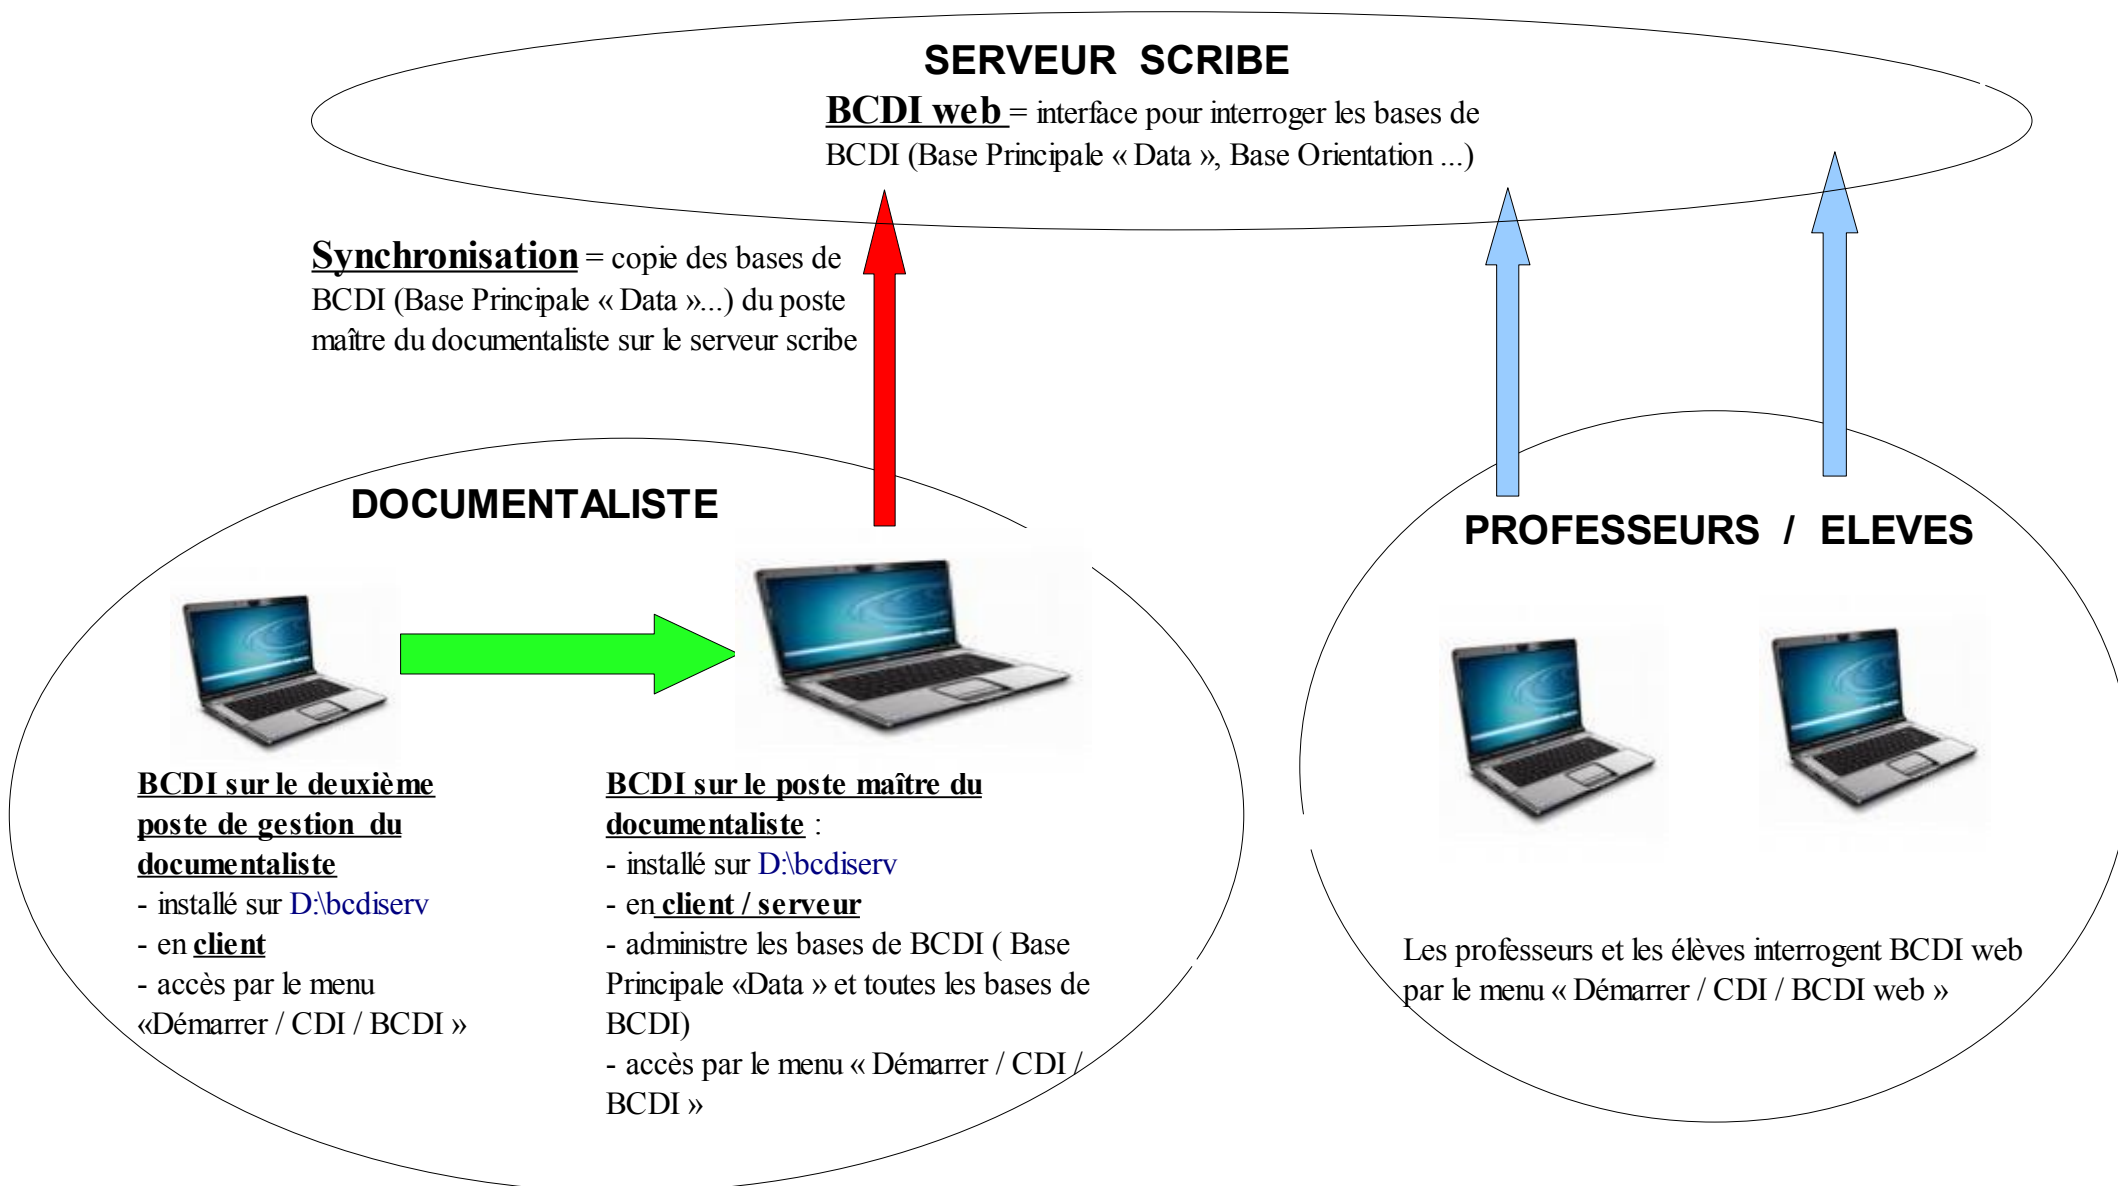 SERVEUR SCRIBE
BCDI web = interface pour interroger les bases de
BCDI (Base Principale « Data », Base Orientation ...)
Synchronisation = copie des bases de
BCDI (Base Principale « Data »...) du poste
maître du documentaliste sur le serveur scribe
DOCUMENTALISTE
BCDI sur le deuxième
poste de gestion du
documentaliste
- installé sur D:\bcdiserv
- en client
- accès par le menu
«Démarrer / CDI / BCDI »
BCDI sur le poste maître du
documentaliste :
- installé sur D:\bcdiserv
- en client / serveur
- administre les bases de BCDI ( Base
Principale «Data » et toutes les bases de
BCDI)
- accès par le menu « Démarrer / CDI /
BCDI »
PROFESSEURS / ELEVES
Les professeurs et les élèves interrogent BCDI web
par le menu « Démarrer / CDI / BCDI web »